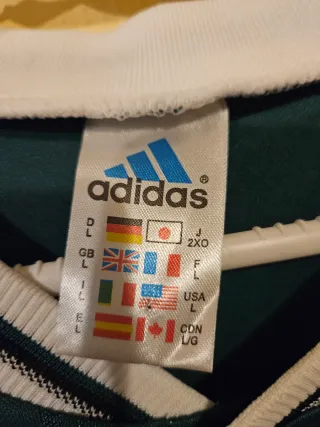 adidas®
D L J 2XO
GB L F L
I L USA L
E L CDN L/G